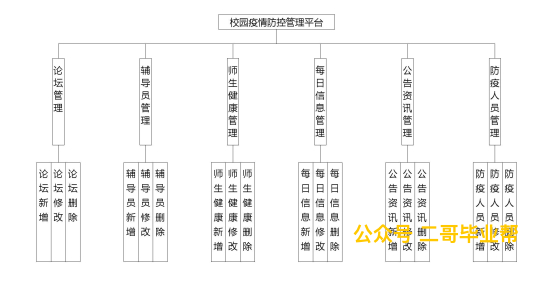 校园疫情防控管理平台
论坛管理
辅导员管理
师生健康管理
每日信息管理
公告资讯管理
防疫人员管理
论坛新增
论坛修改
论坛删除
辅导员新增
辅导员修改
辅导员删除
师生健康新增
师生健康修改
师生健康删除
每日信息新增
每日信息修改
每日信息删除
公告资讯新增
公告资讯修改
公告资讯删除
防疫人员新增
防疫人员修改
防疫人员删除
公众号 二哥毕业帮